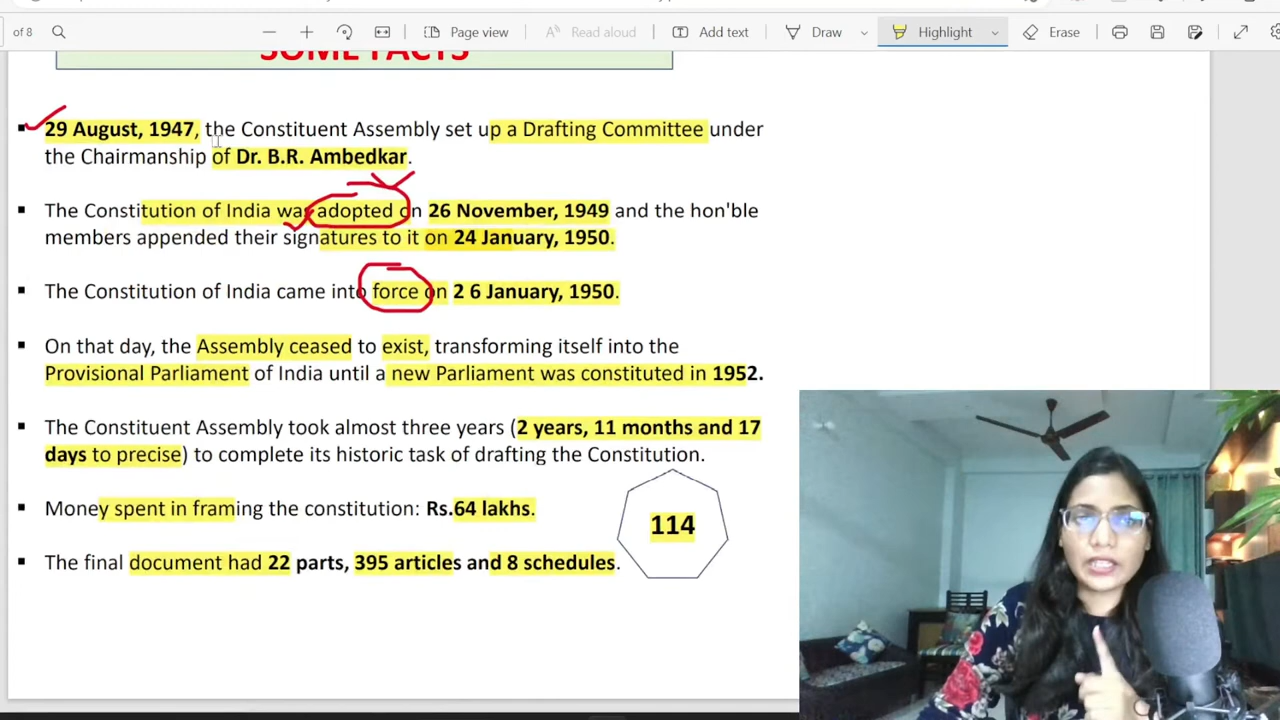 of 8
Page view
Read aloud
Add text
Draw
Highlight
Erase
SOME FACTS
29 August, 1947, the Constituent Assembly set up a Drafting Committee under
the Chairmanship of Dr. B.R. Ambedkar.
The Constitution of India was adopted on 26 November, 1949 and the hon'ble
members appended their signatures to it on 24 January, 1950.
The Constitution of India came into force on 2 6 January, 1950.
On that day, the Assembly ceased to exist, transforming itself into the
Provisional Parliament of India until a new Parliament was constituted in 1952.
The Constituent Assembly took almost three years (2 years, 11 months and 17
days to precise) to complete its historic task of drafting the Constitution.
Money spent in framing the constitution: Rs.64 lakhs.
114
The final document had 22 parts, 395 articles and 8 schedules.